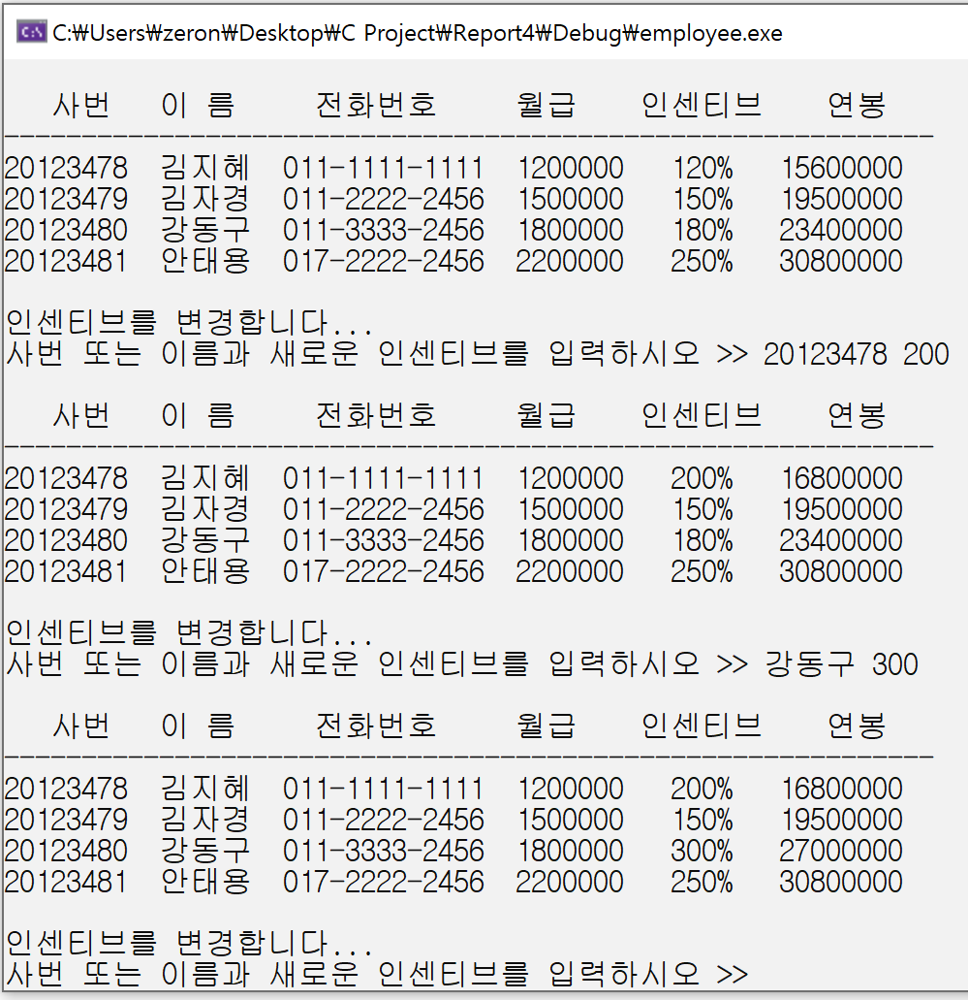 C:\Users\zeron\Desktop\C Project\Report4\Debug\employee.exe
사번 이 름 전화번호 월급 인센티브 연봉
------------------------------------------------------------
20123478 김지혜 011-1111-1111 1200000 120% 15600000
20123479 김자경 011-2222-2456 1500000 150% 19500000
20123480 강동구 011-3333-2456 1800000 180% 23400000
20123481 안태용 017-2222-2456 2200000 250% 30800000
인센티브를 변경합니다...
사번 또는 이름과 새로운 인센티브를 입력하시오 >> 20123478 200
사번 이 름 전화번호 월급 인센티브 연봉
------------------------------------------------------------
20123478 김지혜 011-1111-1111 1200000 200% 16800000
20123479 김자경 011-2222-2456 1500000 150% 19500000
20123480 강동구 011-3333-2456 1800000 180% 23400000
20123481 안태용 017-2222-2456 2200000 250% 30800000
인센티브를 변경합니다...
사번 또는 이름과 새로운 인센티브를 입력하시오 >> 강동구 300
사번 이 름 전화번호 월급 인센티브 연봉
------------------------------------------------------------
20123478 김지혜 011-1111-1111 1200000 200% 16800000
20123479 김자경 011-2222-2456 1500000 150% 19500000
20123480 강동구 011-3333-2456 1800000 300% 27000000
20123481 안태용 017-2222-2456 2200000 250% 30800000
인센티브를 변경합니다...
사번 또는 이름과 새로운 인센티브를 입력하시오 >>